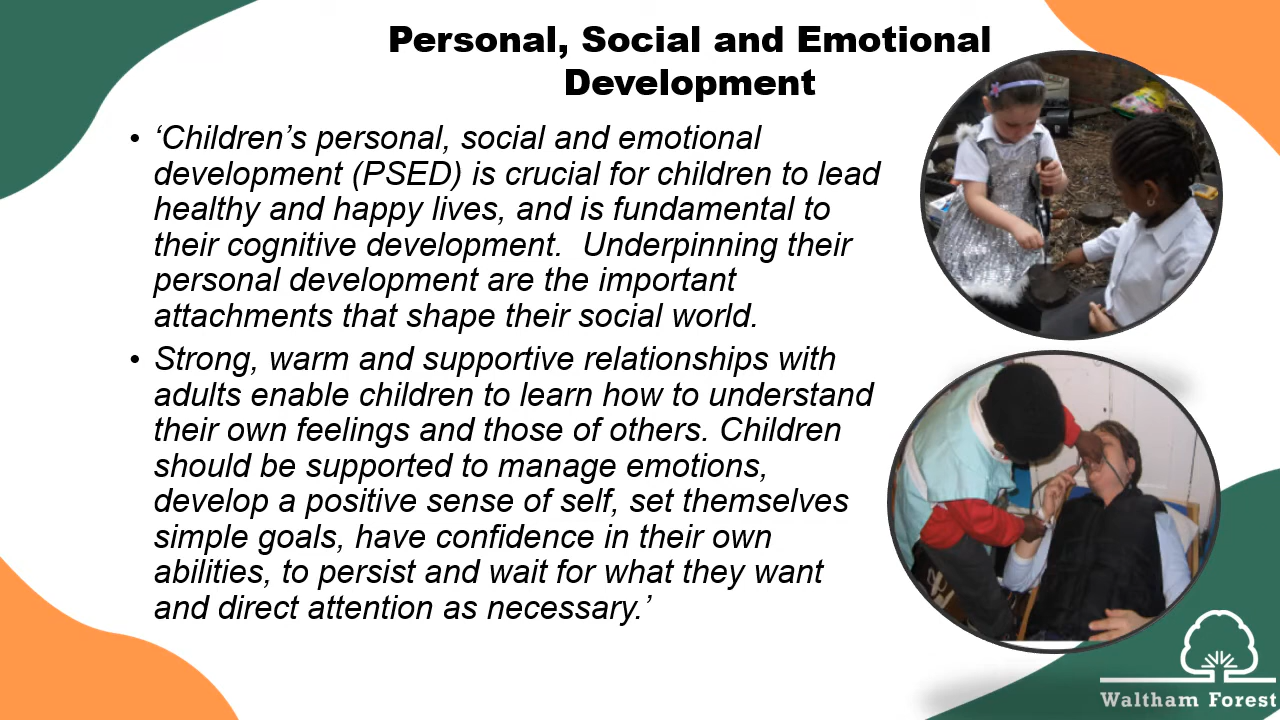 Personal, Social and Emotional
Development
• ‘Children’s personal, social and emotional
development (PSED) is crucial for children to lead
healthy and happy lives, and is fundamental to
their cognitive development.  Underpinning their
personal development are the important
attachments that shape their social world.
• Strong, warm and supportive relationships with
adults enable children to learn how to understand
their own feelings and those of others. Children
should be supported to manage emotions,
develop a positive sense of self, set themselves
simple goals, have confidence in their own
abilities, to persist and wait for what they want
and direct attention as necessary.’
Waltham Forest